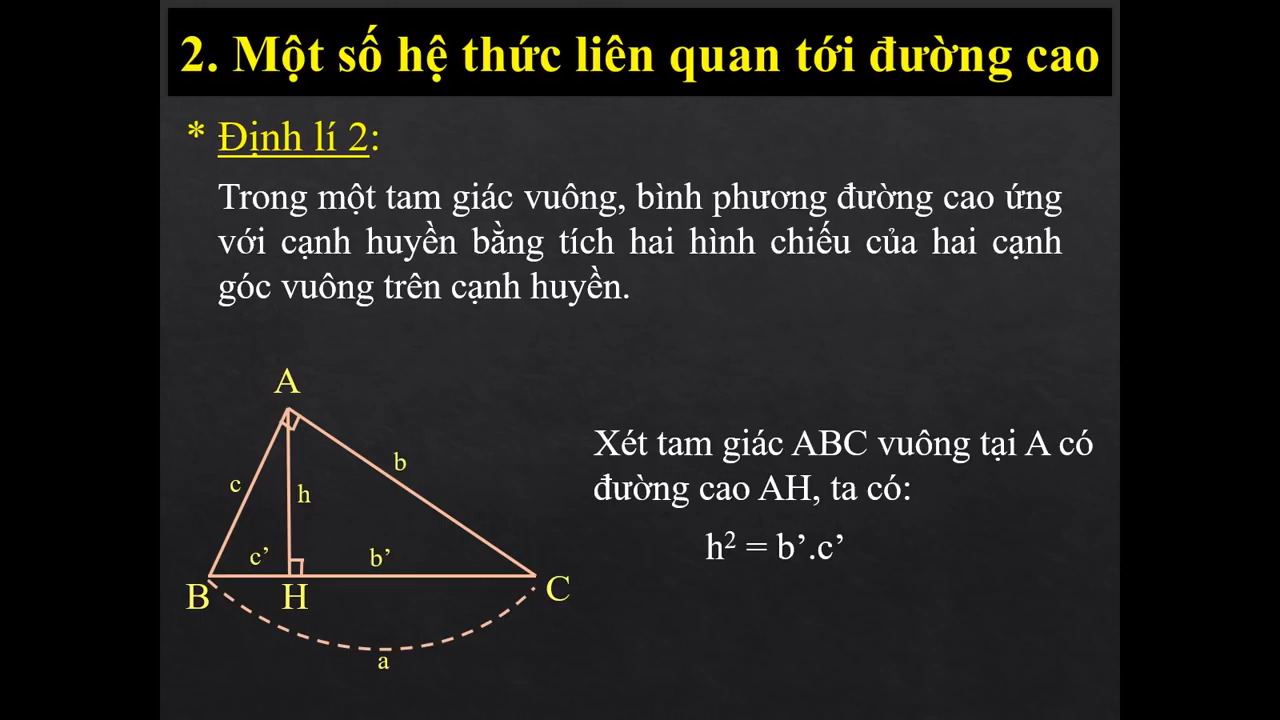 2. Một số hệ thức liên quan tới đường cao
* Định lí 2:
Trong một tam giác vuông, bình phương đường cao ứng
với cạnh huyền bằng tích hai hình chiếu của hai cạnh
góc vuông trên cạnh huyền.
A
c
h
b
c’
b’
B
H
C
a
Xét tam giác ABC vuông tại A có
đường cao AH, ta có:
h² = b’.c’